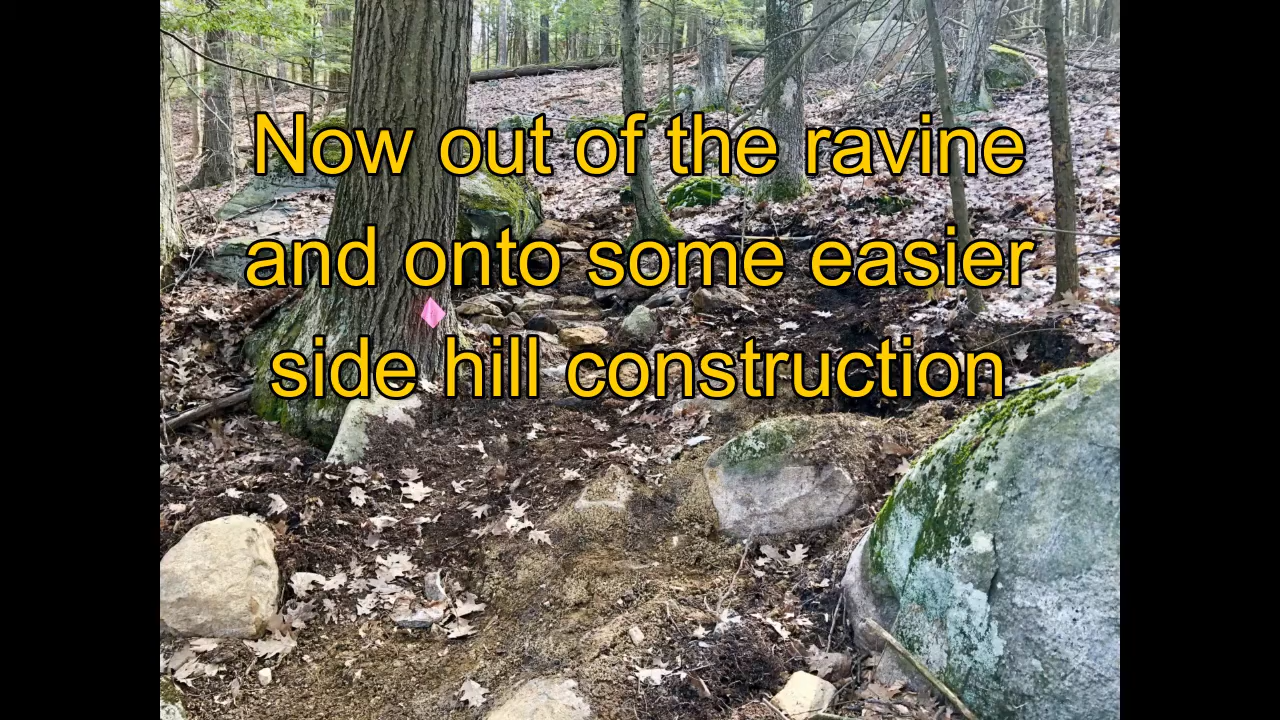 Now out of the ravine
and onto some easier
side hill construction